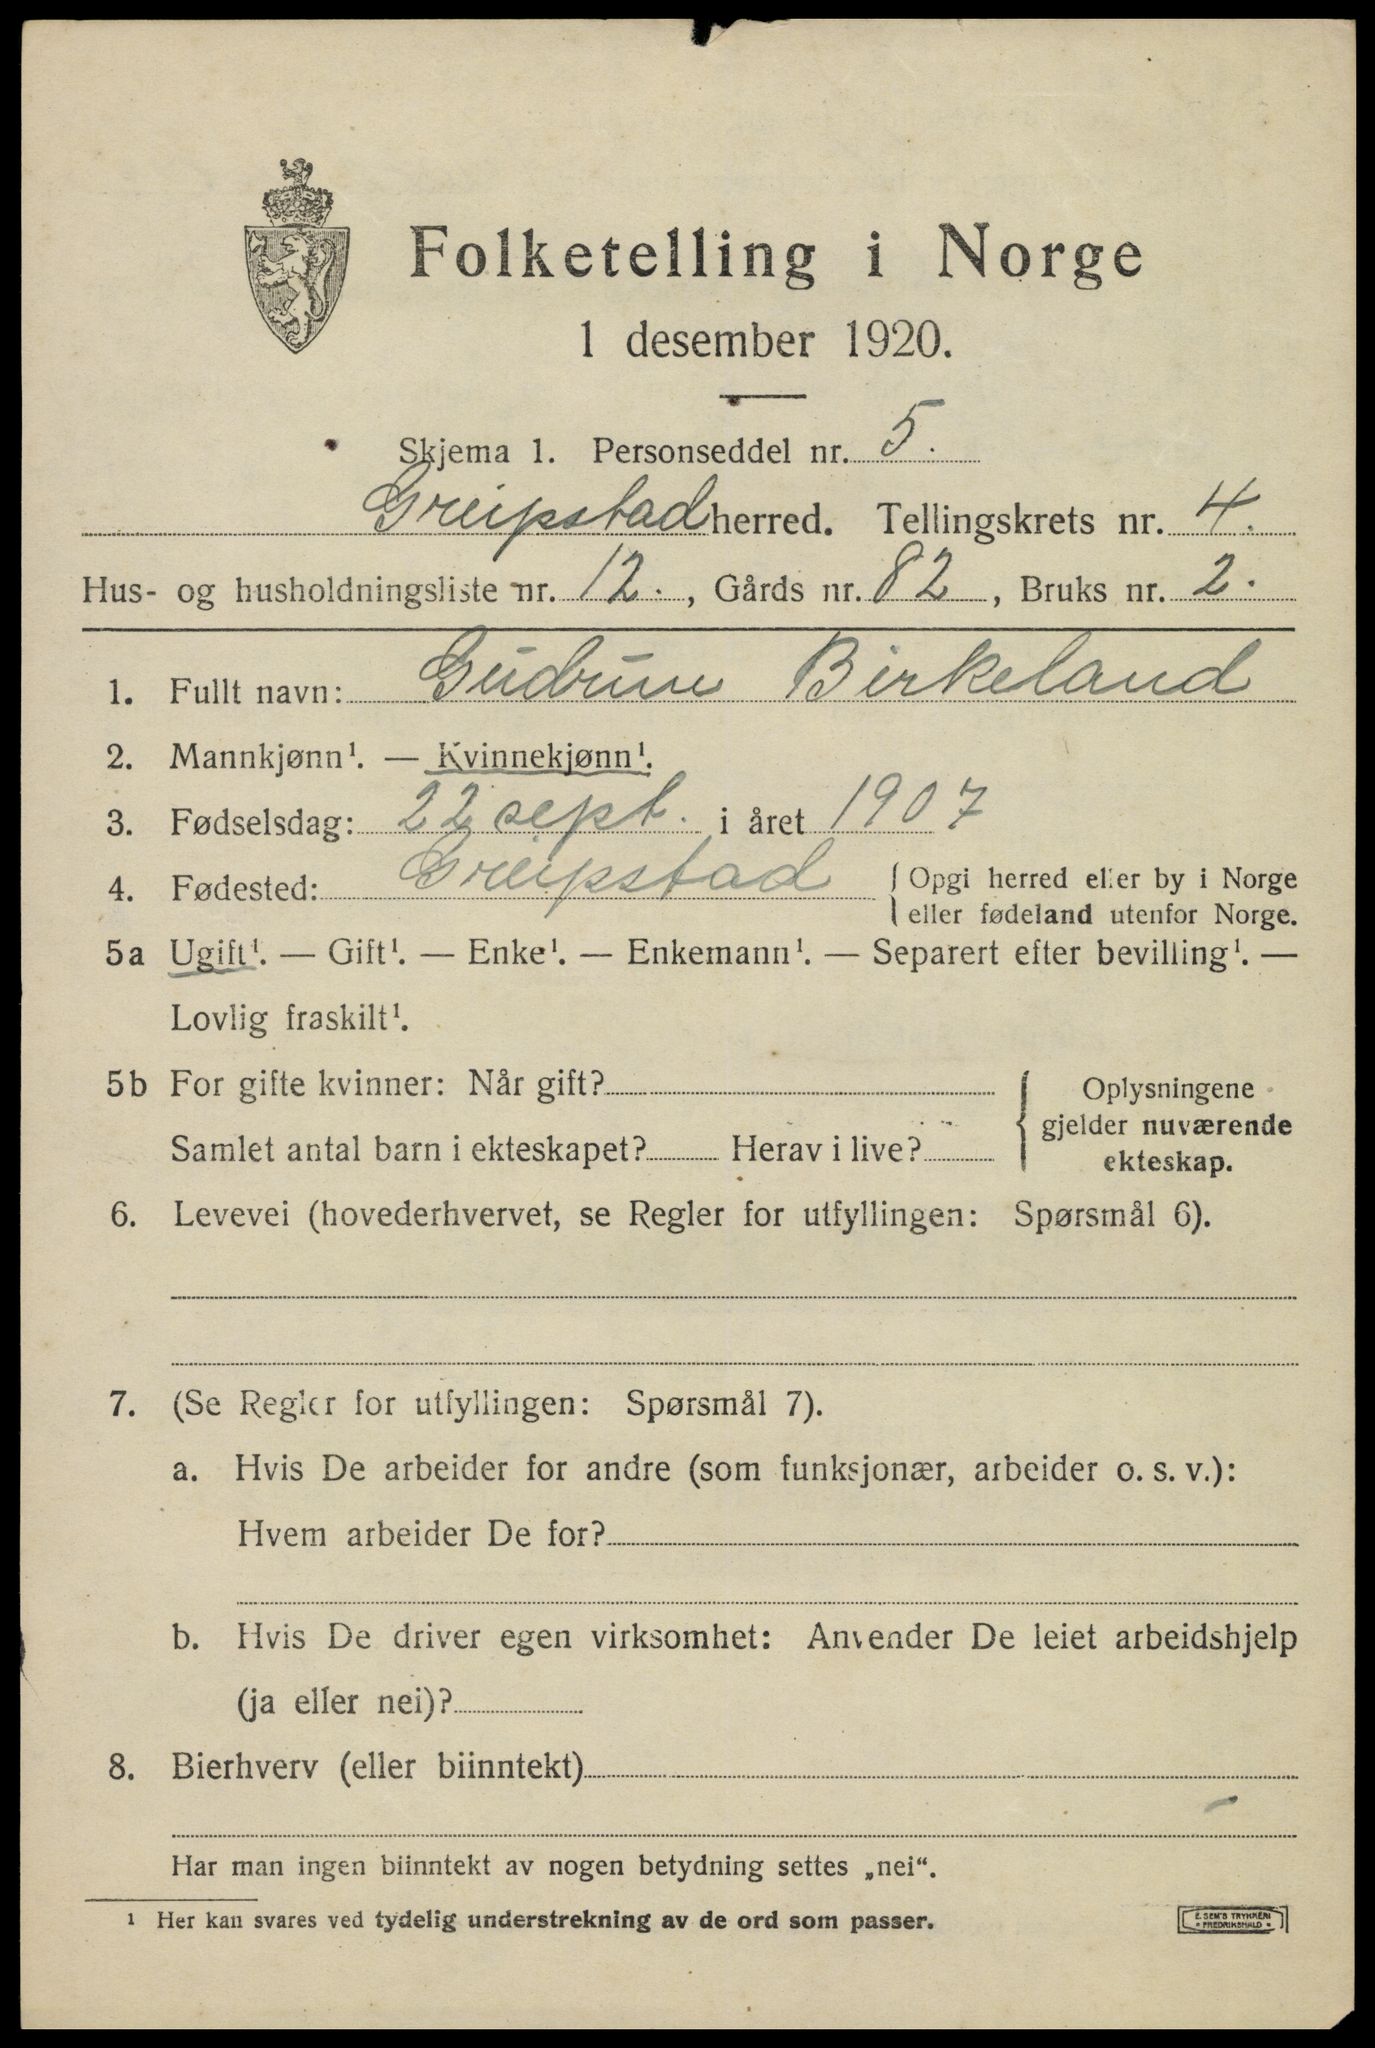 Folketelling i Norge
1 desember 1920.
Skjema 1. Personseddel nr. 5.
Greipstad herred. Tellingskrets nr. 4.
Hus- og husholdningsliste nr. 12., Gårds nr. 82, Bruks nr. 2.
1. Fullt navn: Gudrun Birkeland
2. Mannkjønn¹. — Kvinnekjønn¹.
3. Fødselsdag: 22 sept. i året 1907
4. Fødested: Greipstad { Opgi herred eller by i Norge
eller fødeland utenfor Norge.
5a Ugift¹. — Gift¹. — Enke¹. — Enkemann¹. — Separert efter bevilling¹. —
Lovlig fraskilt¹.
5b For gifte kvinner: Når gift?
Samlet antal barn i ekteskapet? Herav i live?
{ Oplysningene
gjelder nuværende
ekteskap.
6. Levevei (hovederhvervet, se Regler for utfyllingen: Spørsmål 6).
7. (Se Regler for utfyllingen: Spørsmål 7).
a. Hvis De arbeider for andre (som funksjonær, arbeider o. s. v.):
Hvem arbeider De for?
b. Hvis De driver egen virksomhet: Anvender De leiet arbeidshjelp
(ja eller nei)?
8. Bierhverv (eller biinntekt)
Har man ingen biinntekt av nogen betydning settes „nei“.
¹ Her kan svares ved tydelig understrekning av de ord som passer.
E. SEM'S TRYKKERI
• FREDRIKSHALD •